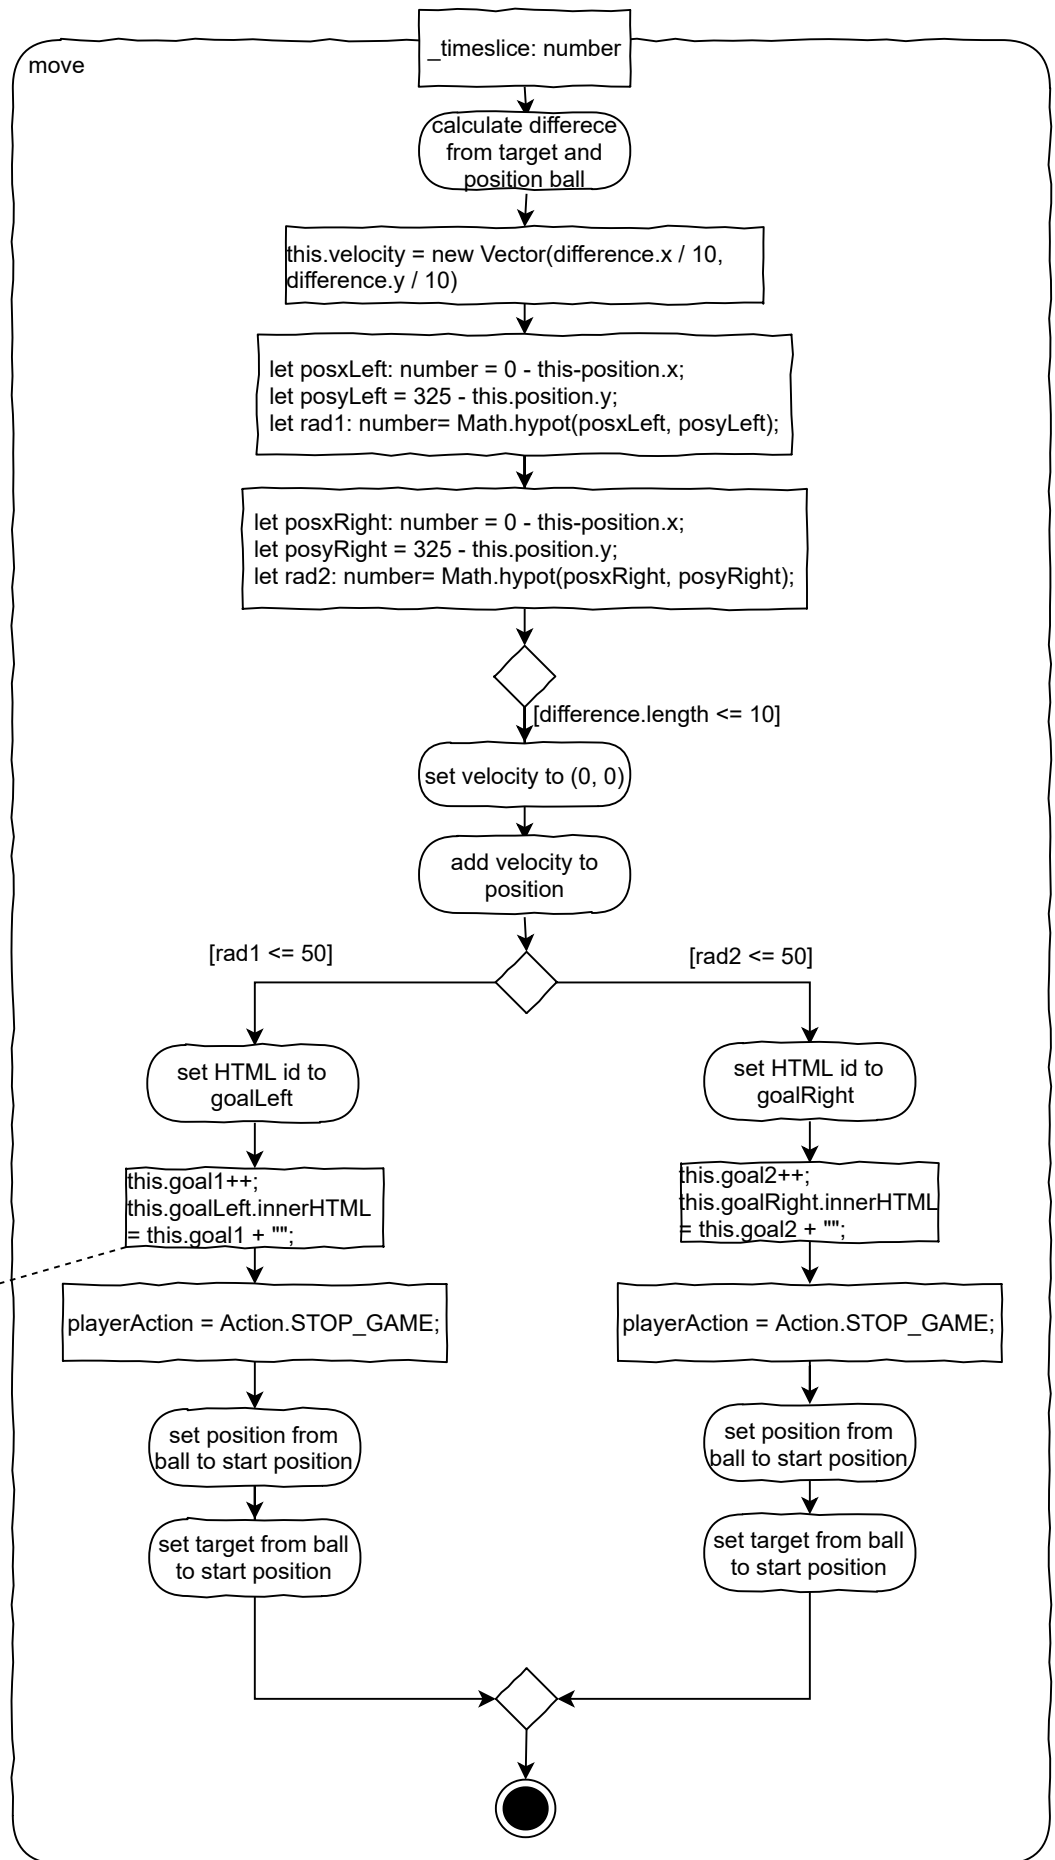 _timeslice: number
move
calculate differece
from target and
position ball
this.velocity = new Vector(difference.x / 10,
difference.y / 10)
let posxLeft: number = 0 - this-position.x;
let posyLeft = 325 - this.position.y;
let rad1: number= Math.hypot(posxLeft, posyLeft);
let posxRight: number = 0 - this-position.x;
let posyRight = 325 - this.position.y;
let rad2: number= Math.hypot(posxRight, posyRight);
[difference.length <= 10]
set velocity to (0, 0)
add velocity to
position
[rad1 <= 50]
[rad2 <= 50]
set HTML id to
goalLeft
set HTML id to
goalRight
this.goal1++;
this.goalLeft.innerHTML
= this.goal1 + "";
this.goal2++;
this.goalRight.innerHTML
= this.goal2 + "";
playerAction = Action.STOP_GAME;
playerAction = Action.STOP_GAME;
set position from
ball to start position
set position from
ball to start position
set target from ball
to start position
set target from ball
to start position